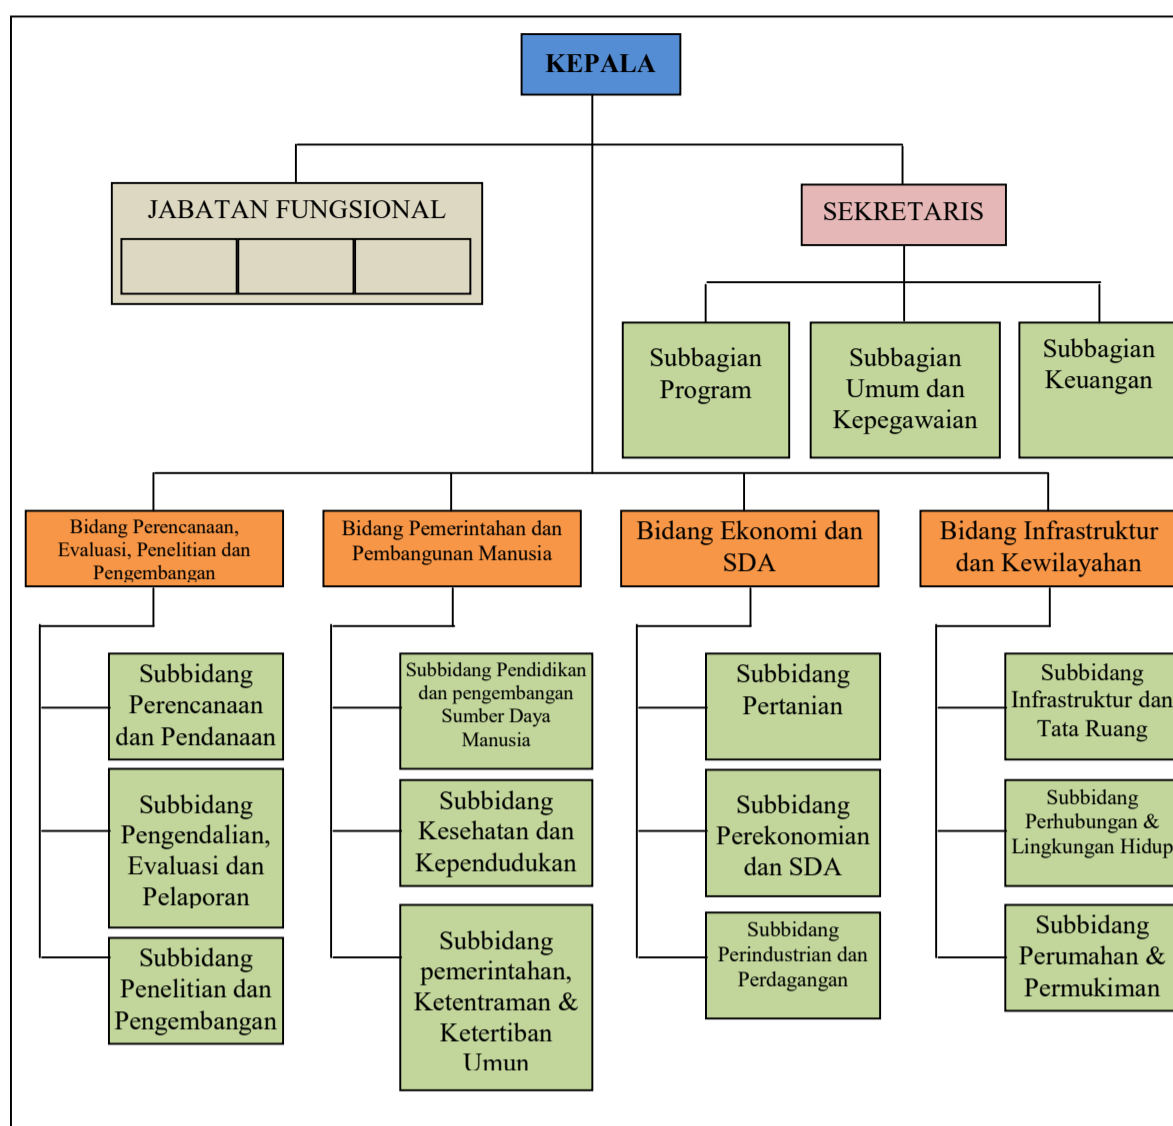 KEPALA
JABATAN FUNGSIONAL
SEKRETARIS
Subbagian
Program
Subbagian
Umum dan
Kepegawaian
Subbagian
Keuangan
Bidang Perencanaan,
Evaluasi, Penelitian dan
Pengembangan
Bidang Pemerintahan dan
Pembangunan Manusia
Bidang Ekonomi dan
SDA
Bidang Infrastruktur
dan Kewilayahan
Subbidang
Perencanaan
dan Pendanaan
Subbidang
Pengendalian,
Evaluasi dan
Pelaporan
Subbidang
Penelitian dan
Pengembangan
Subbidang Pendidikan
dan pengembangan
Sumber Daya
Manusia
Subbidang
Kesehatan dan
Kependudukan
Subbidang
pemerintahan,
Ketentraman &
Ketertiban
Umun
Subbidang
Pertanian
Subbidang
Perekonomian
dan SDA
Subbidang
Perindustrian dan
Perdagangan
Subbidang
Infrastruktur dan
Tata Ruang
Subbidang
Perhubungan &
Lingkungan Hidup
Subbidang
Perumahan &
Permukiman